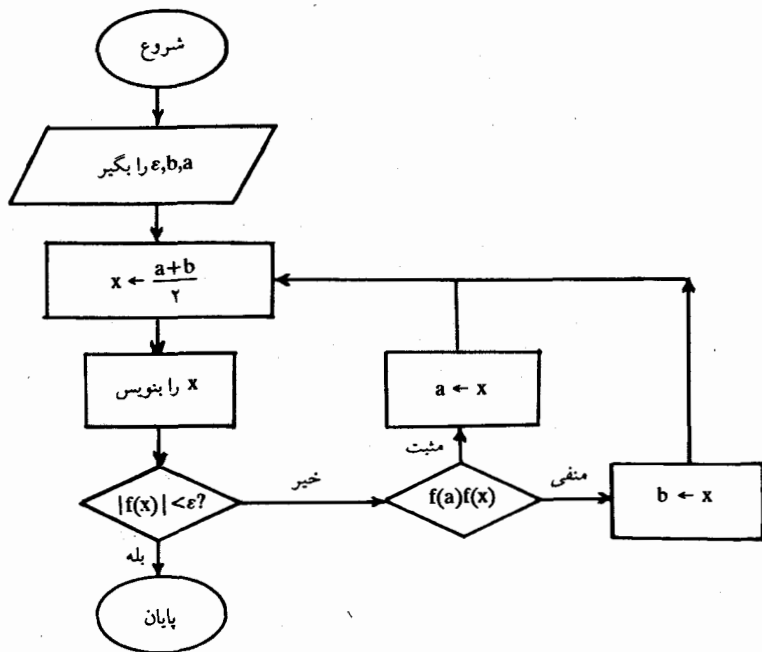 شروع
ε,b,a را بگیر
x ← a+b / ۲
x را بنویس
a ← x
مثبت
منفی
خیر
|f(x)|<ε?
f(a)f(x)
b ← x
بله
پایان